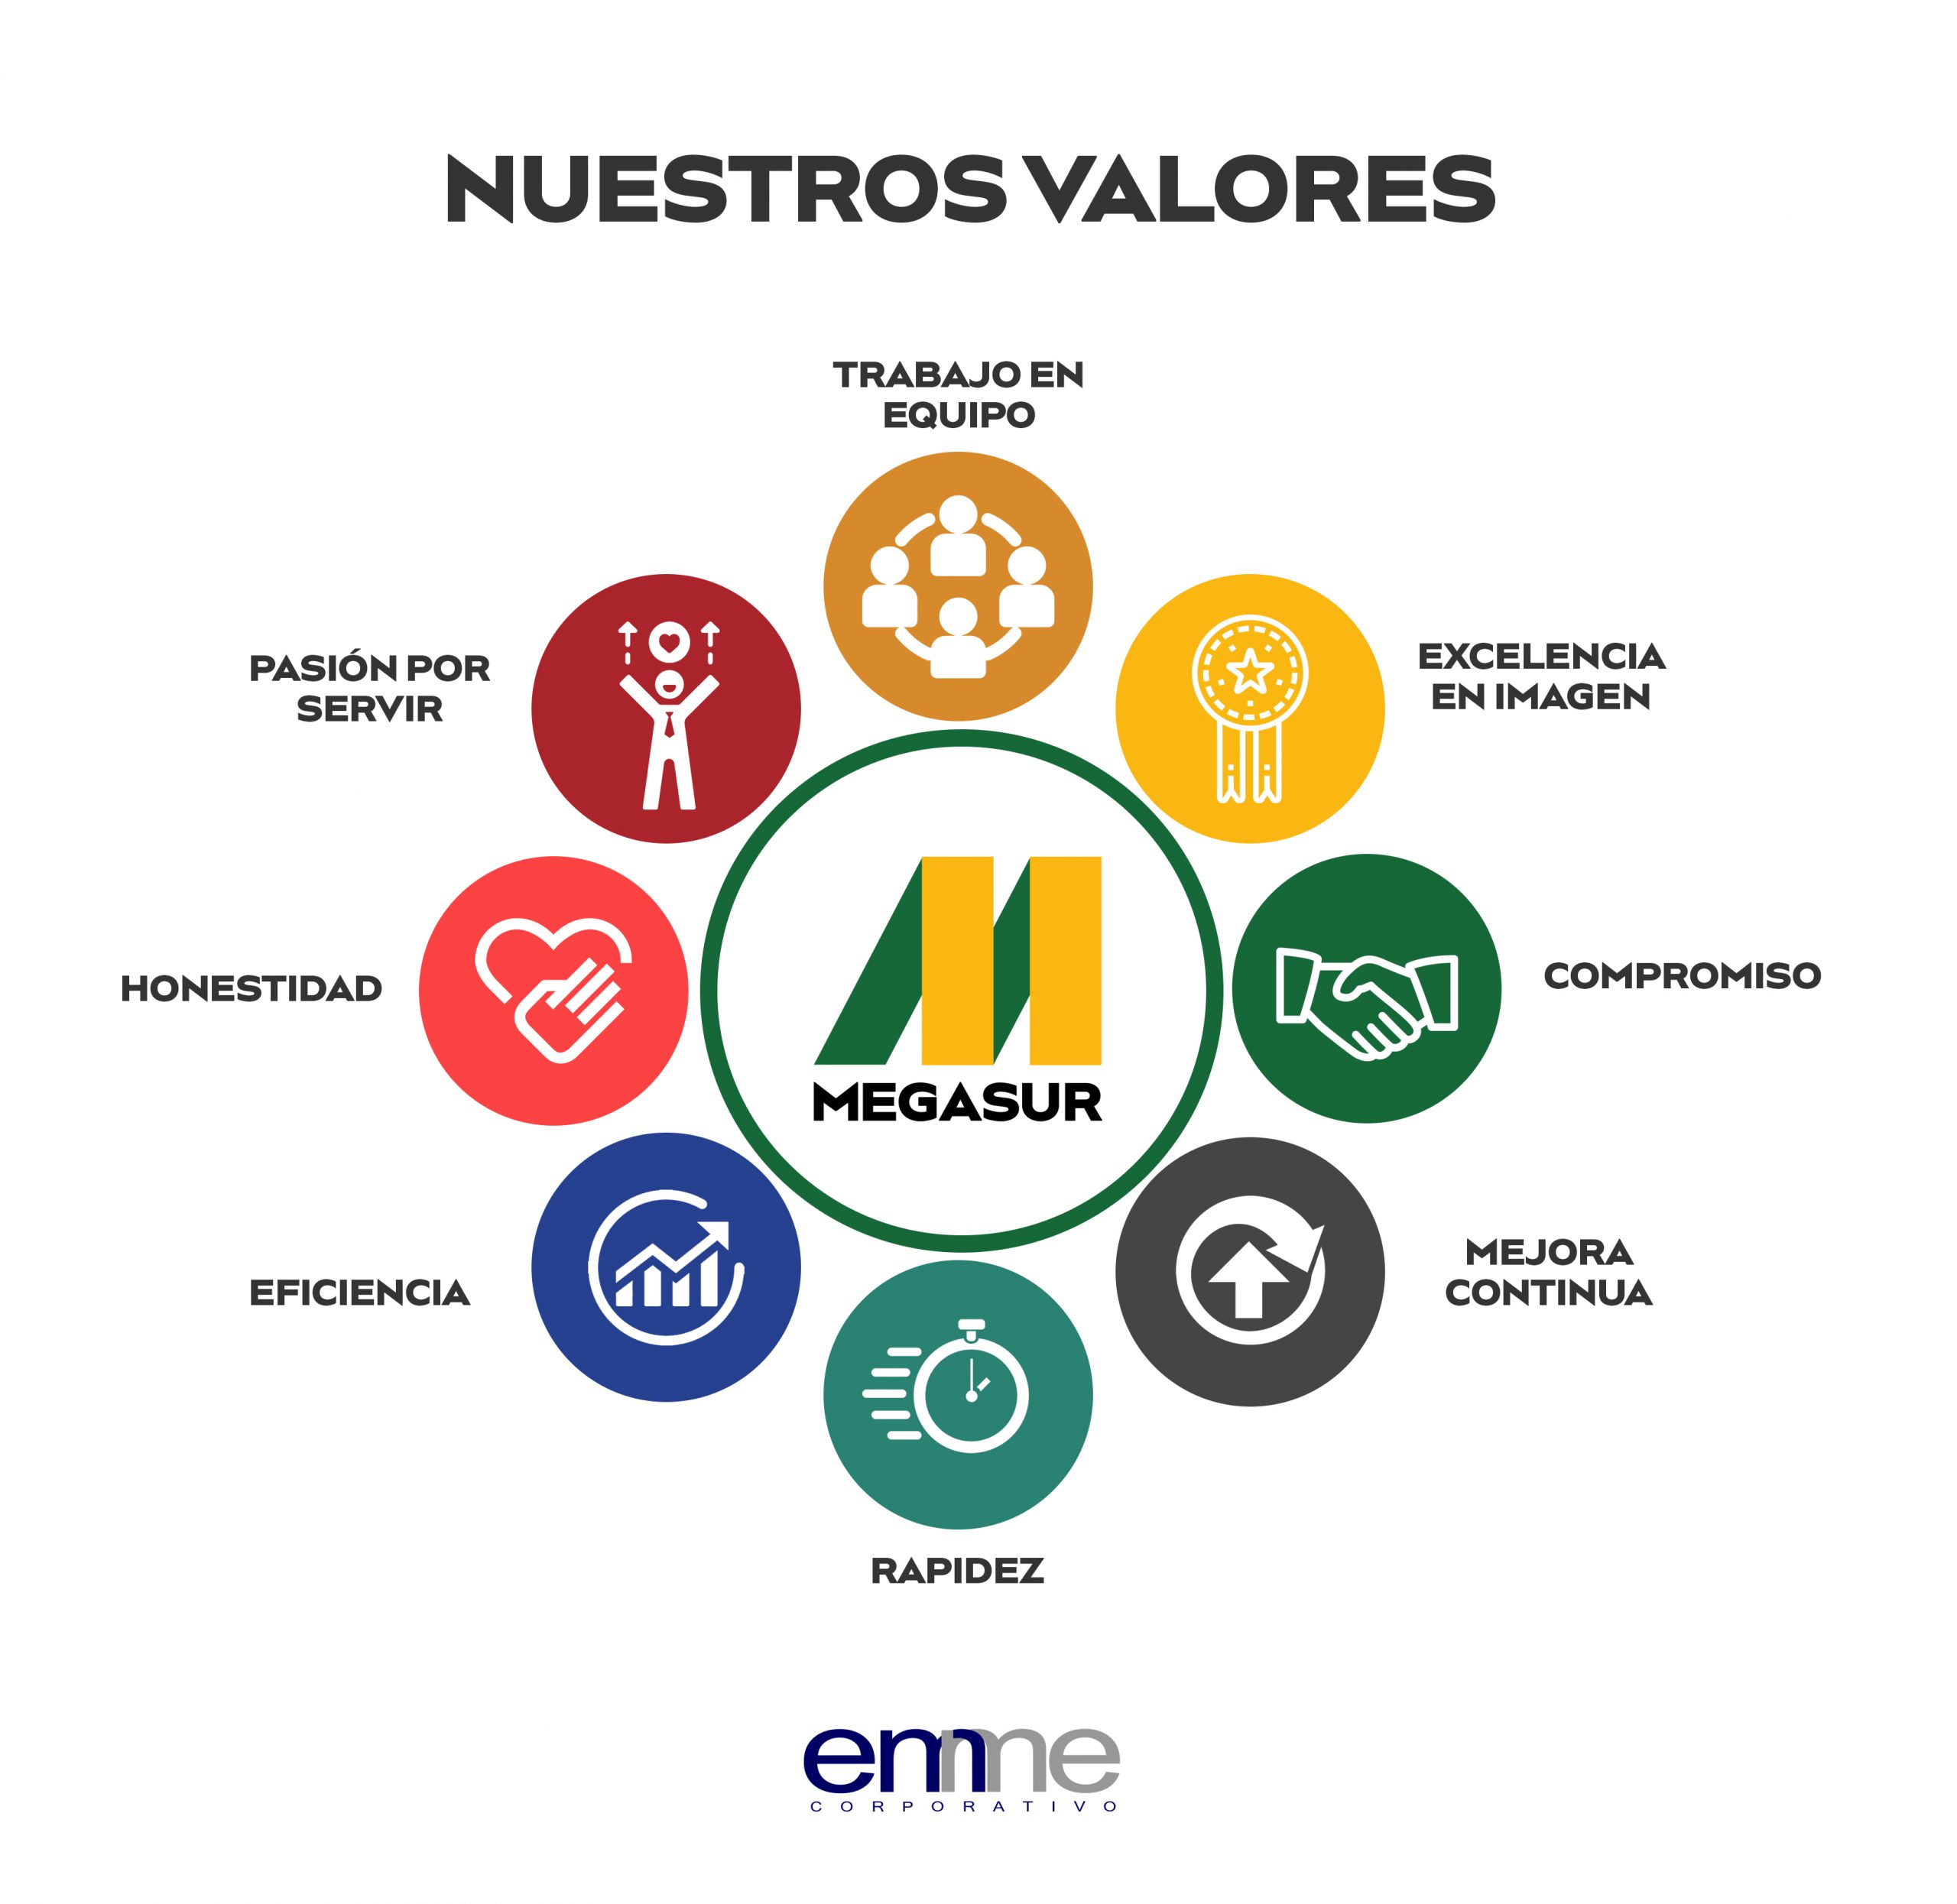 NUESTROS VALORES
TRABAJO EN
EQUIPO
PASIÓN POR
SERVIR
EXCELENCIA
EN IMAGEN
HONESTIDAD
COMPROMISO
MEGASUR
EFICIENCIA
MEJORA
CONTINUA
RAPIDEZ
emme
CORPORATIVO